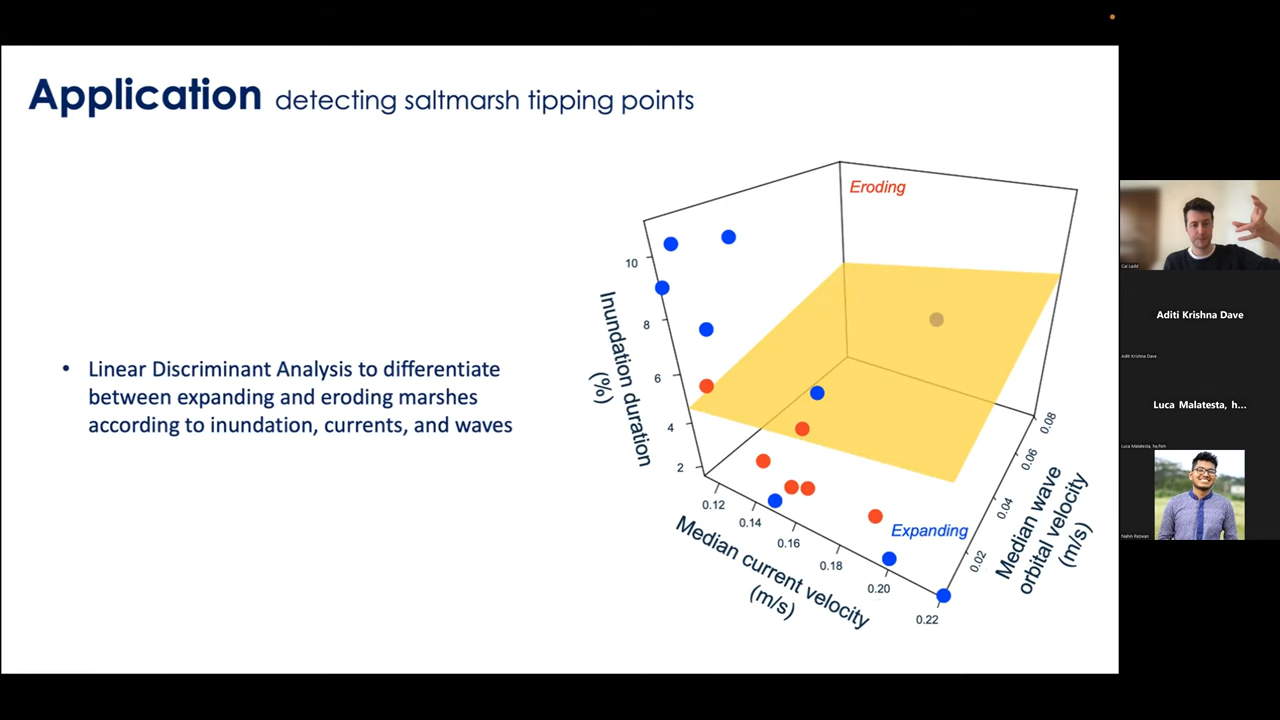 Application detecting saltmarsh tipping points
• Linear Discriminant Analysis to differentiate
between expanding and eroding marshes
according to inundation, currents, and waves
Eroding
Expanding
Inundation duration
(%)
10
8
6
4
2
0.12
0.14
0.16
0.18
0.20
0.22
Median current velocity
(m/s)
0.02
0.04
0.06
0.08
Median wave
orbital velocity
(m/s)
Cai Ladd
Aditi Krishna Dave
Aditi Krishna Dave
Luca Malatesta, h...
Luca Malatesta, he/him
Nahin Rezwan